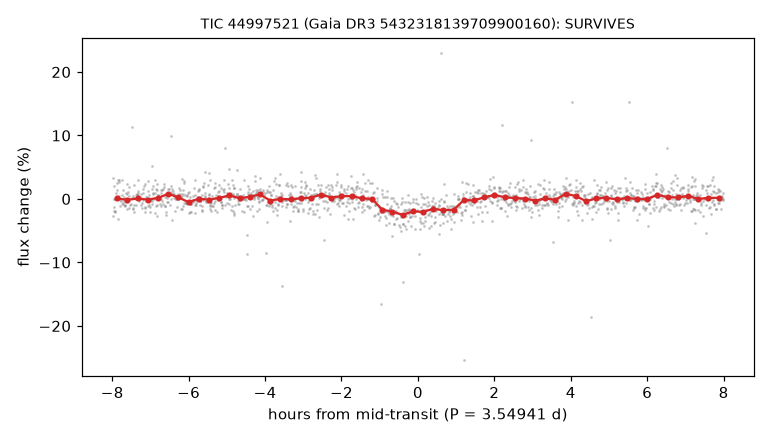 TIC 44997521 (Gaia DR3 5432318139709900160): SURVIVES
flux change (%)
20
10
0
−10
−20
−8 −6 −4 −2 0 2 4 6 8
hours from mid-transit (P = 3.54941 d)